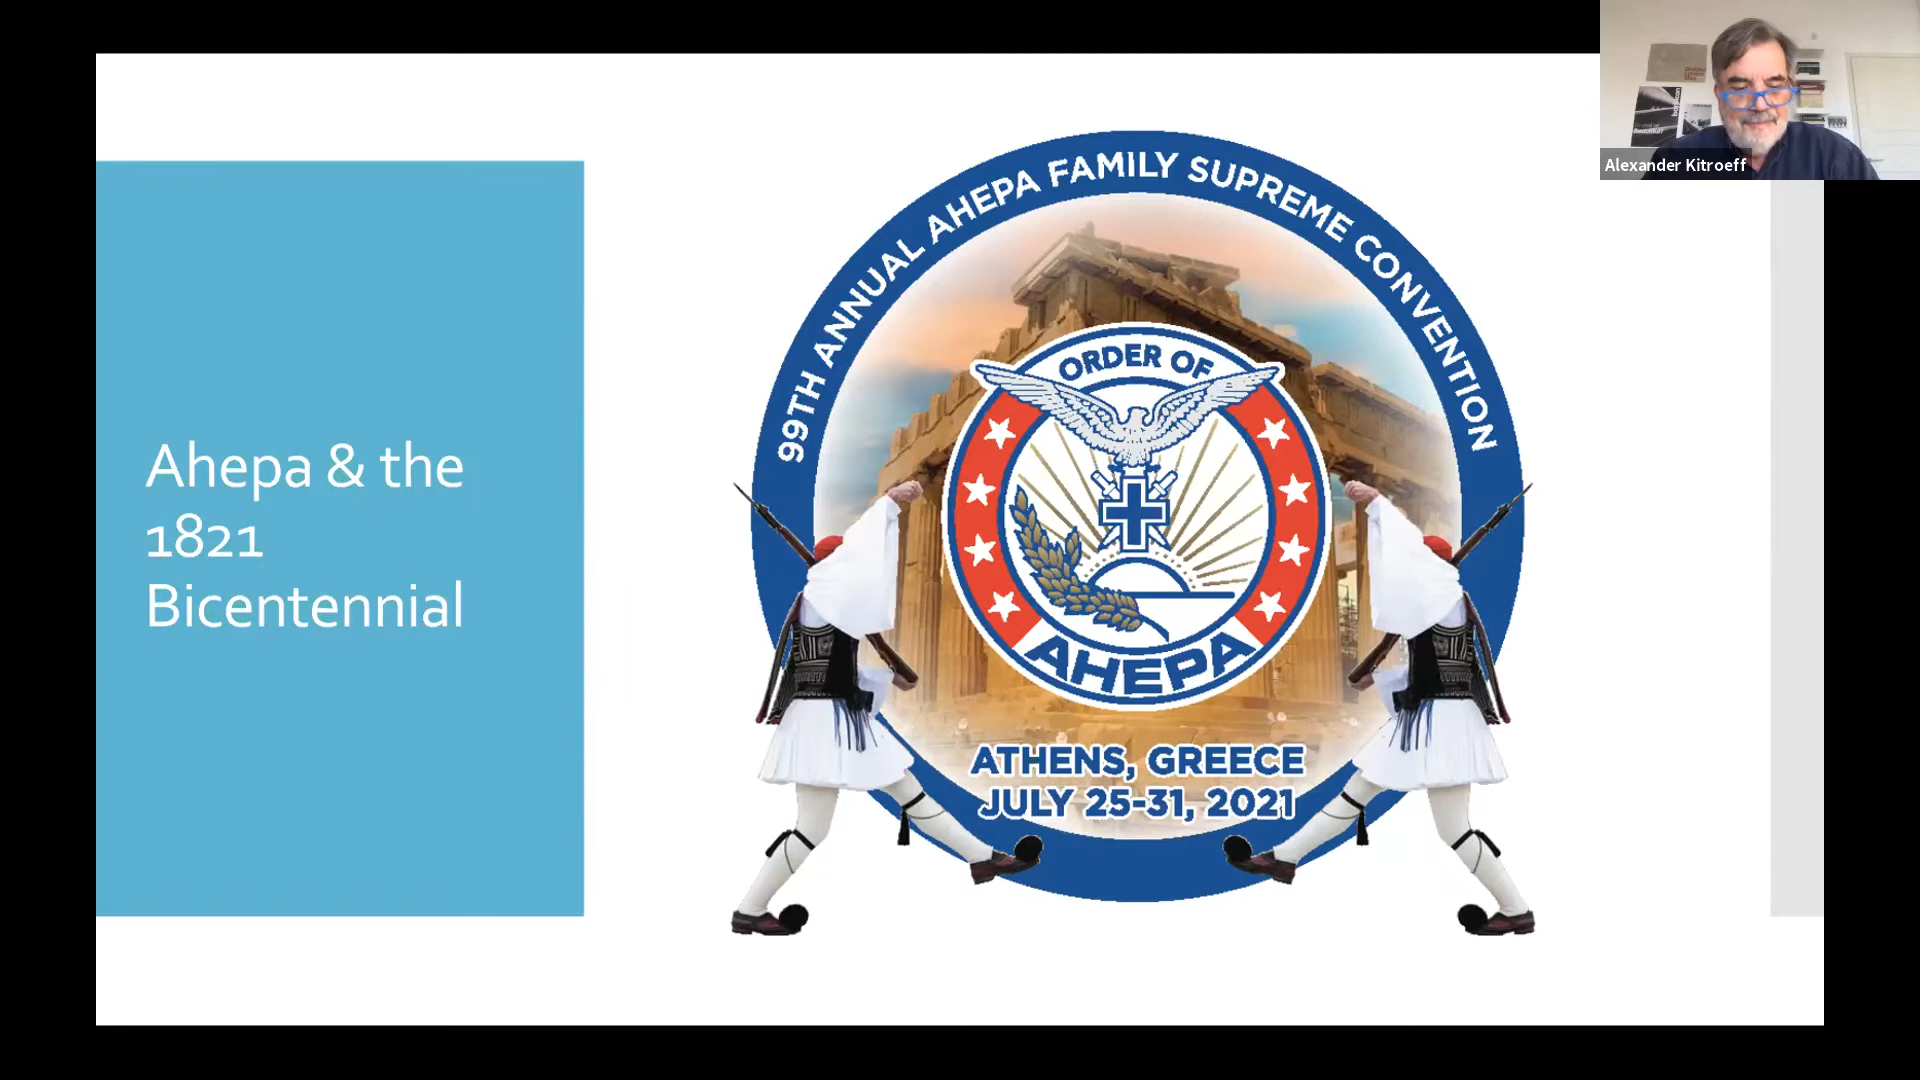 Ahepa & the
1821
Bicentennial
99TH ANNUAL AHEPA FAMILY SUPREME CONVENTION
ORDER OF
AHEPA
ATHENS, GREECE
JULY 25-31, 2021
Alexander Kitroeff